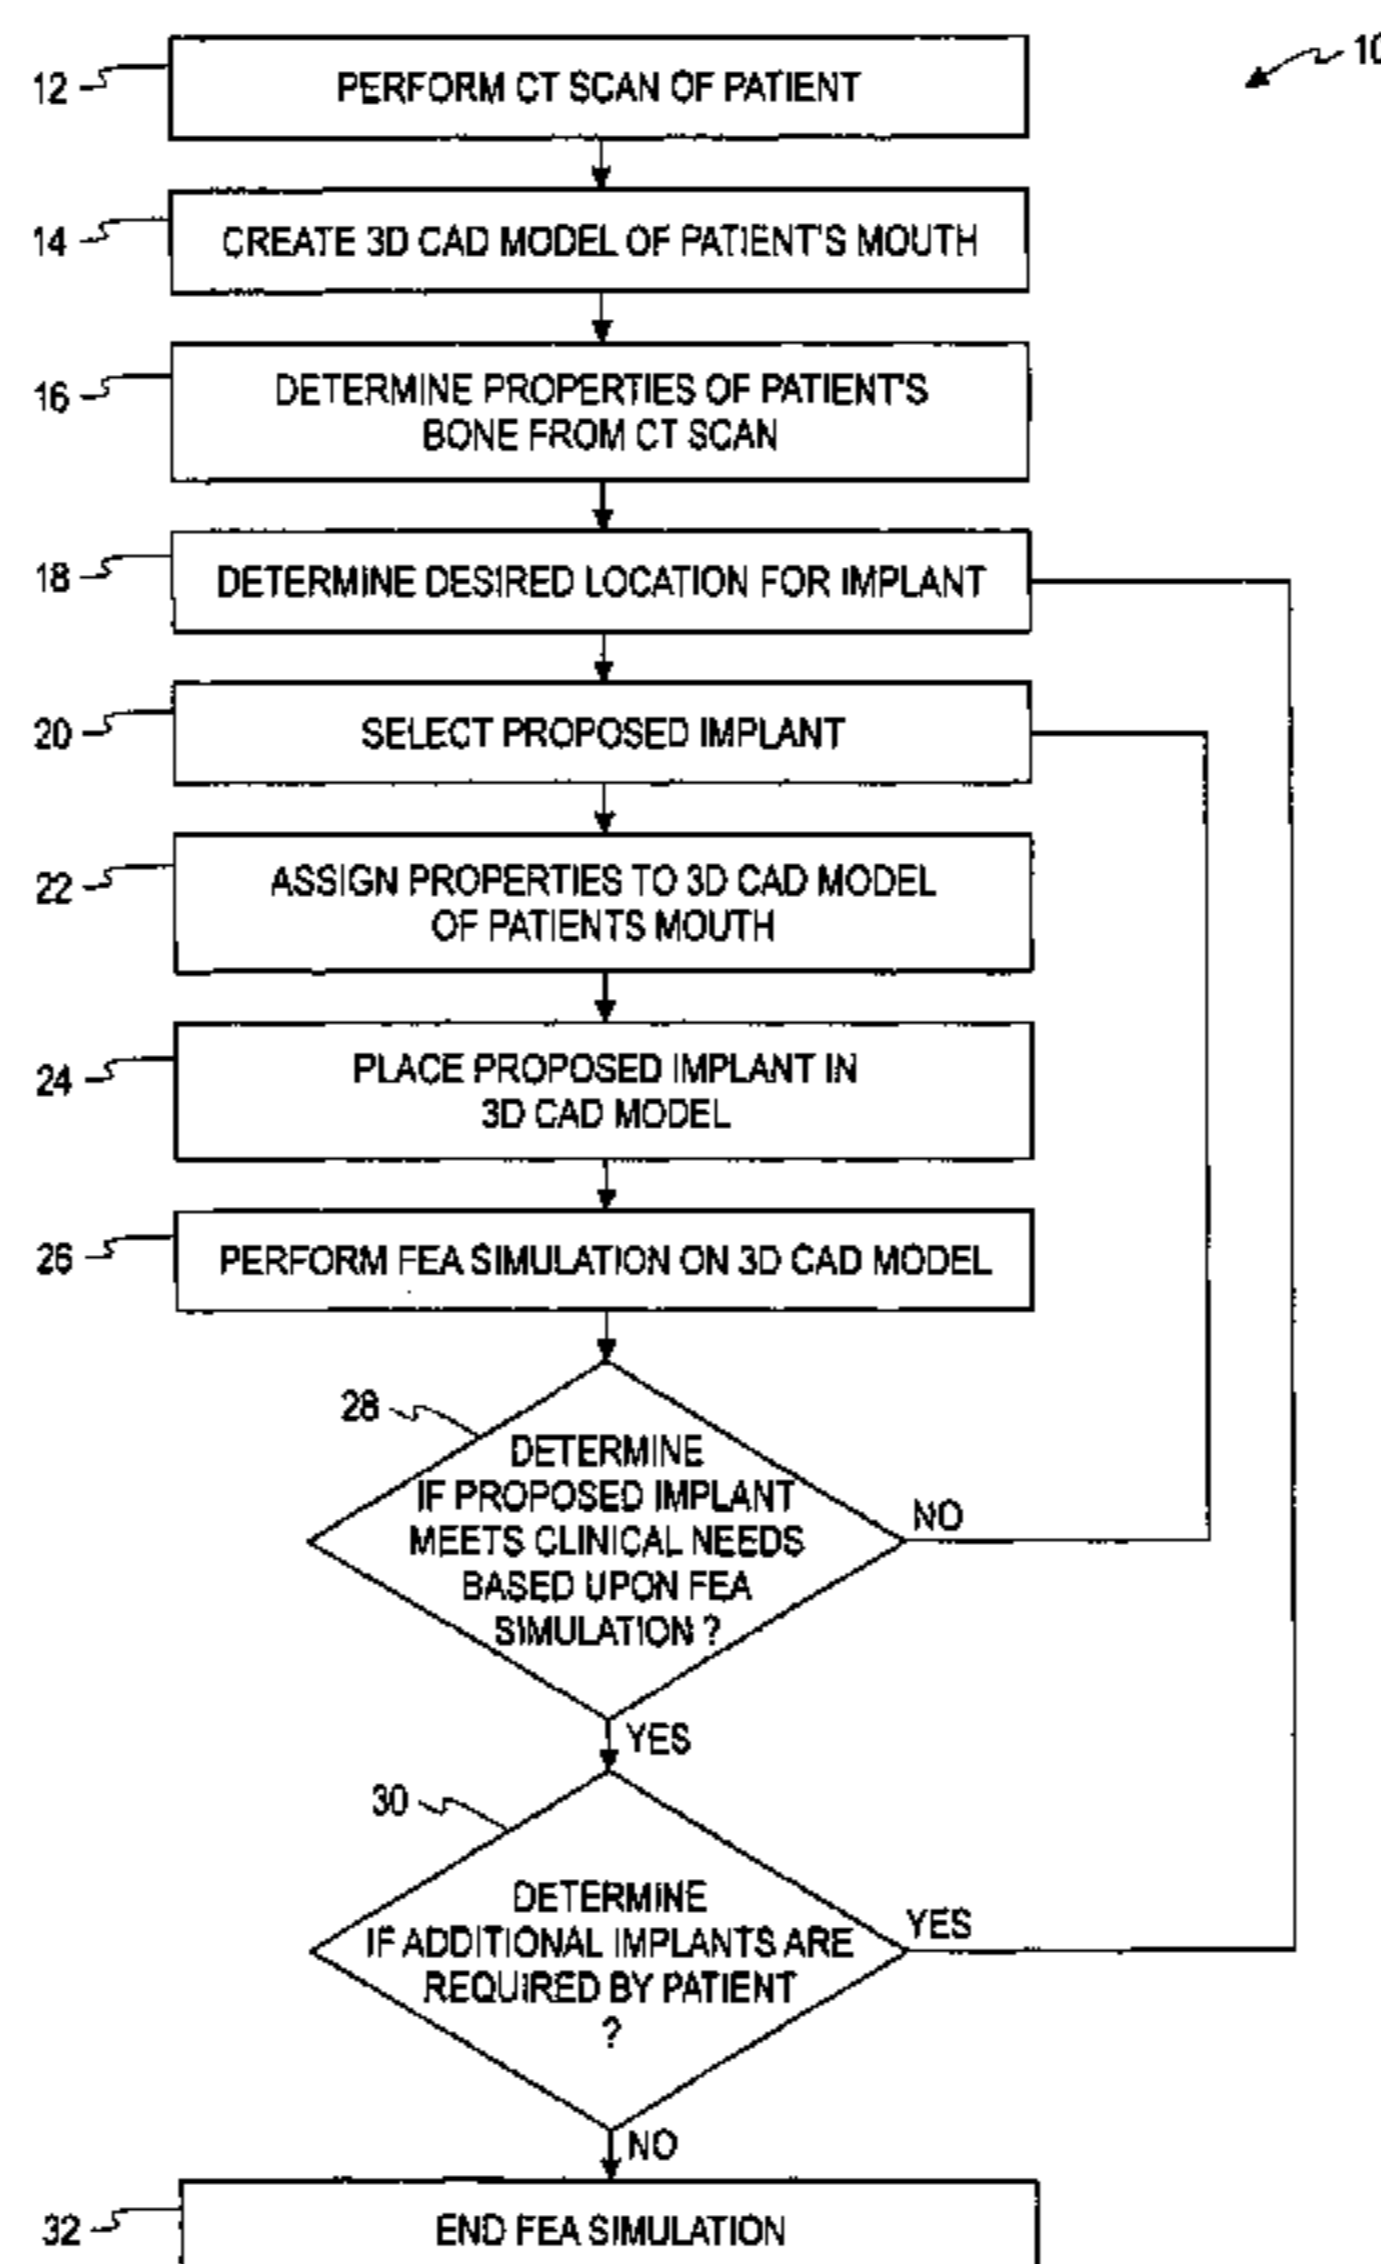 10
12
PERFORM CT SCAN OF PATIENT
14
CREATE 3D CAD MODEL OF PATIENT'S MOUTH
16
DETERMINE PROPERTIES OF PATIENT'S
BONE FROM CT SCAN
18
DETERMINE DESIRED LOCATION FOR IMPLANT
20
SELECT PROPOSED IMPLANT
22
ASSIGN PROPERTIES TO 3D CAD MODEL
OF PATIENTS MOUTH
24
PLACE PROPOSED IMPLANT IN
3D CAD MODEL
26
PERFORM FEA SIMULATION ON 3D CAD MODEL
28
DETERMINE
IF PROPOSED IMPLANT
MEETS CLINICAL NEEDS
BASED UPON FEA
SIMULATION ?
NO
YES
30
DETERMINE
IF ADDITIONAL IMPLANTS ARE
REQUIRED BY PATIENT
?
YES
NO
32
END FEA SIMULATION